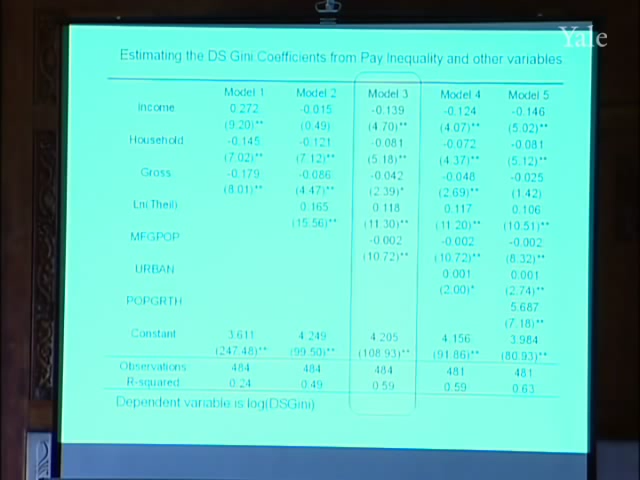 Yale
Estimating the DS Gini Coefficients from Pay Inequality and other variables
Model 1 Model 2 Model 3 Model 4 Model 5
Income 0.272 -0.015 -0.139 -0.124 -0.146
(9.20)** (0.49) (4.70)** (4.07)** (5.02)**
Household -0.145 -0.121 -0.081 -0.072 -0.081
(7.02)** (7.12)** (5.18)** (4.37)** (5.12)**
Gross -0.179 -0.086 -0.042 -0.048 -0.025
(8.01)** (4.47)** (2.39)* (2.69)** (1.42)
Ln(Theil) 0.165 0.118 0.117 0.106
(15.56)** (11.30)** (11.20)** (10.51)**
MFGPOP -0.002 -0.002 -0.002
(10.72)** (10.72)** (8.32)**
URBAN 0.001 0.001
(2.00)* (2.74)**
POPGRTH 5.687
(7.18)**
Constant 3.611 4.249 4.205 4.156 3.984
(247.48)** (99.50)** (108.93)** (91.86)** (80.93)**
Observations 484 484 484 481 481
R-squared 0.24 0.49 0.59 0.59 0.63
Dependent variable is log(DSGini)